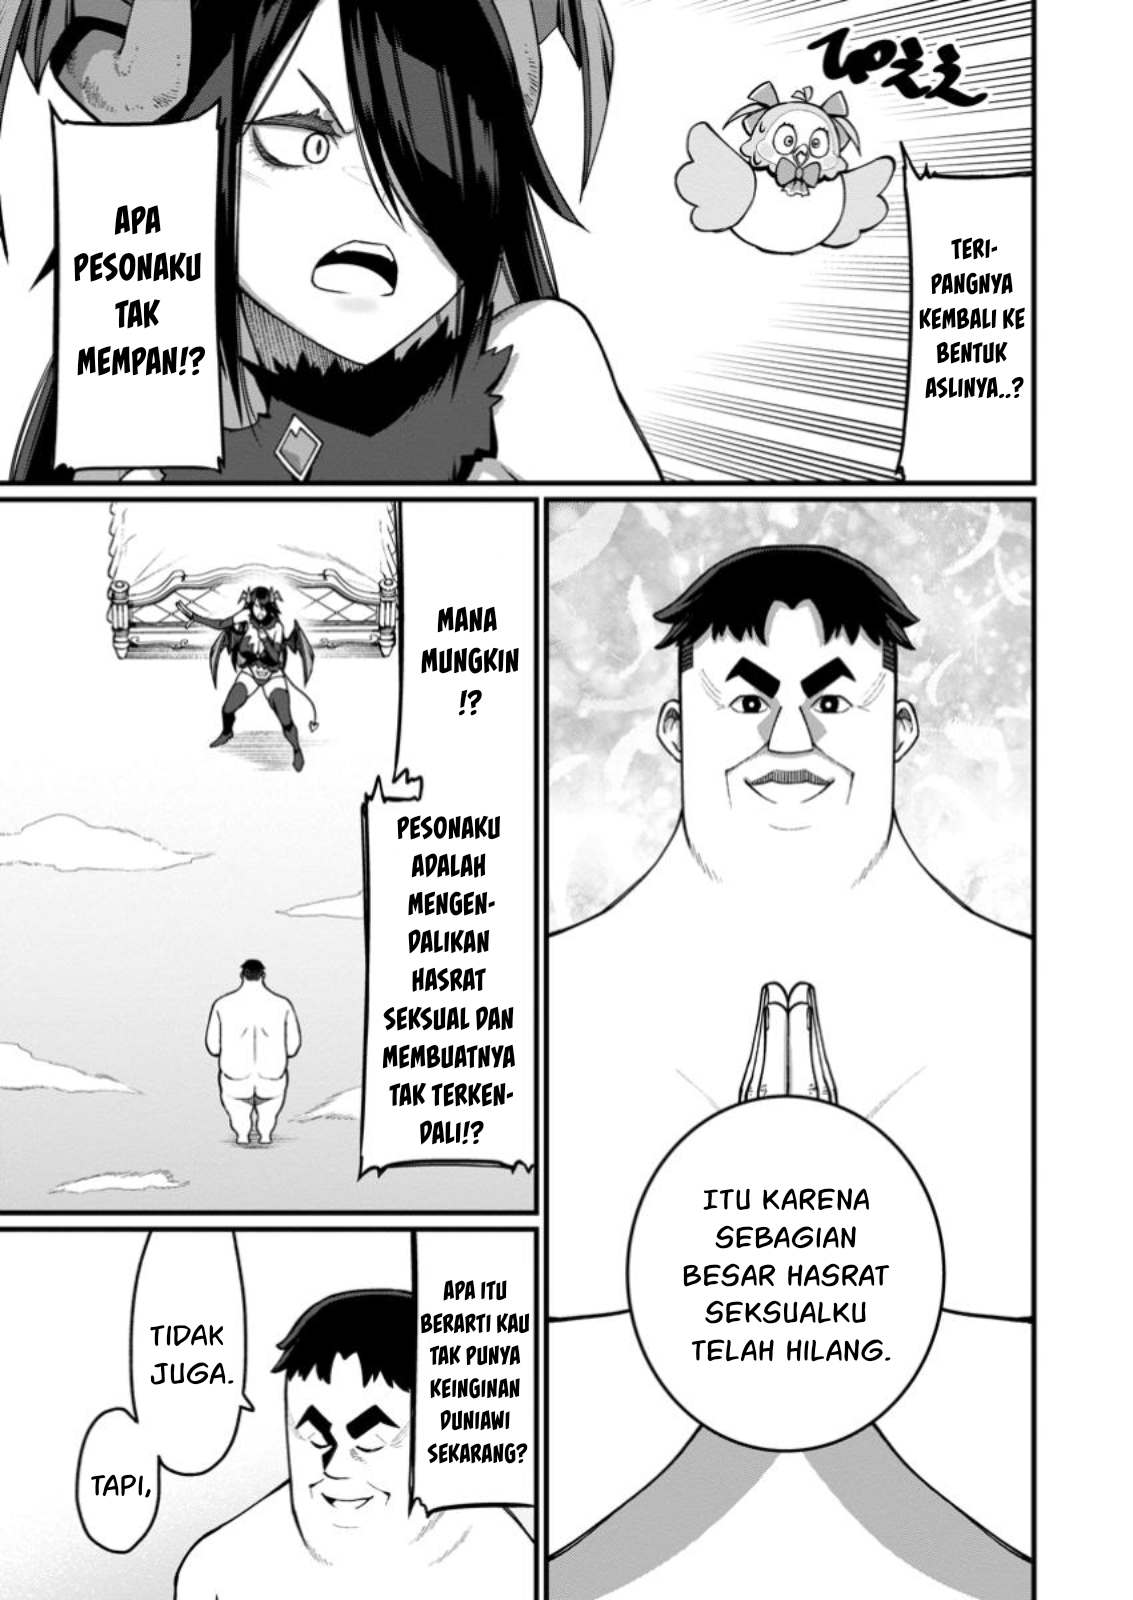 ぴゃええ
TERI-
PANGNYA
KEMBALI KE
BENTUK
ASLINYA..?
APA
PESONAKU
TAK
MEMPAN!?
ITU KARENA
SEBAGIAN
BESAR HASRAT
SEKSUALKU
TELAH HILANG.
MANA
MUNGKIN
!?
PESONAKU
ADALAH
MENGEN-
DALIKAN
HASRAT
SEKSUAL DAN
MEMBUATNYA
TAK TERKEN-
DALI!?
APA ITU
BERARTI KAU
TAK PUNYA
KEINGINAN
DUNIAWI
SEKARANG?
TIDAK
JUGA.
TAPI,